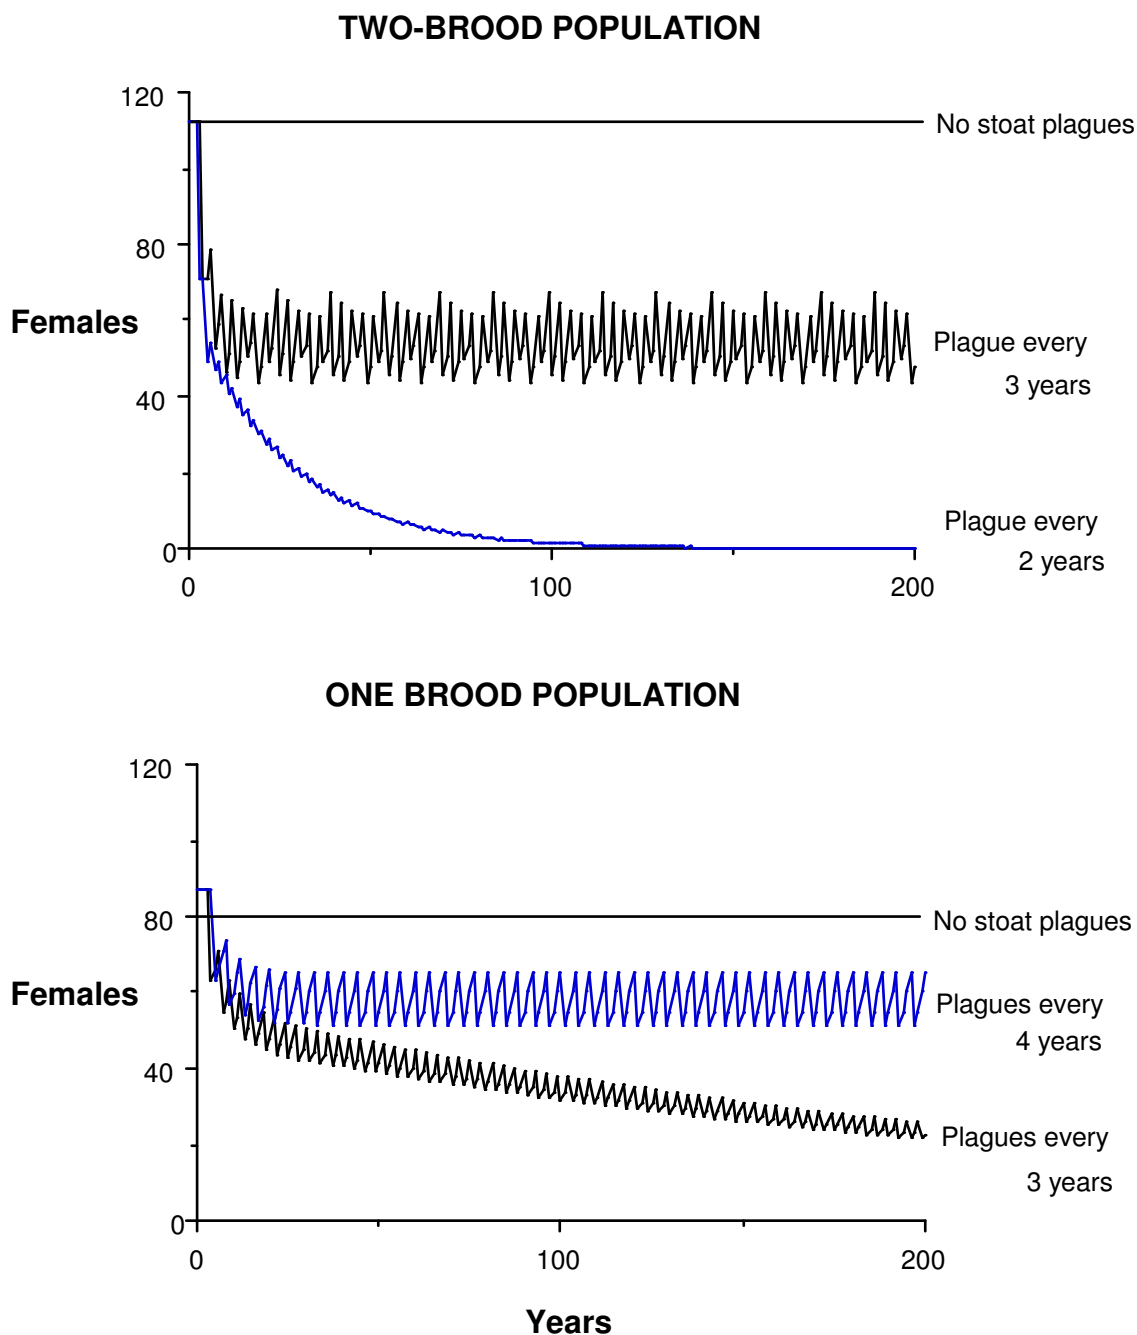 TWO-BROOD POPULATION
120
No stoat plagues
80
Females
Plague every
3 years
40
Plague every
2 years
0
0
100
200
ONE BROOD POPULATION
120
80
No stoat plagues
Females
Plagues every
4 years
40
Plagues every
3 years
0
0
100
200
Years